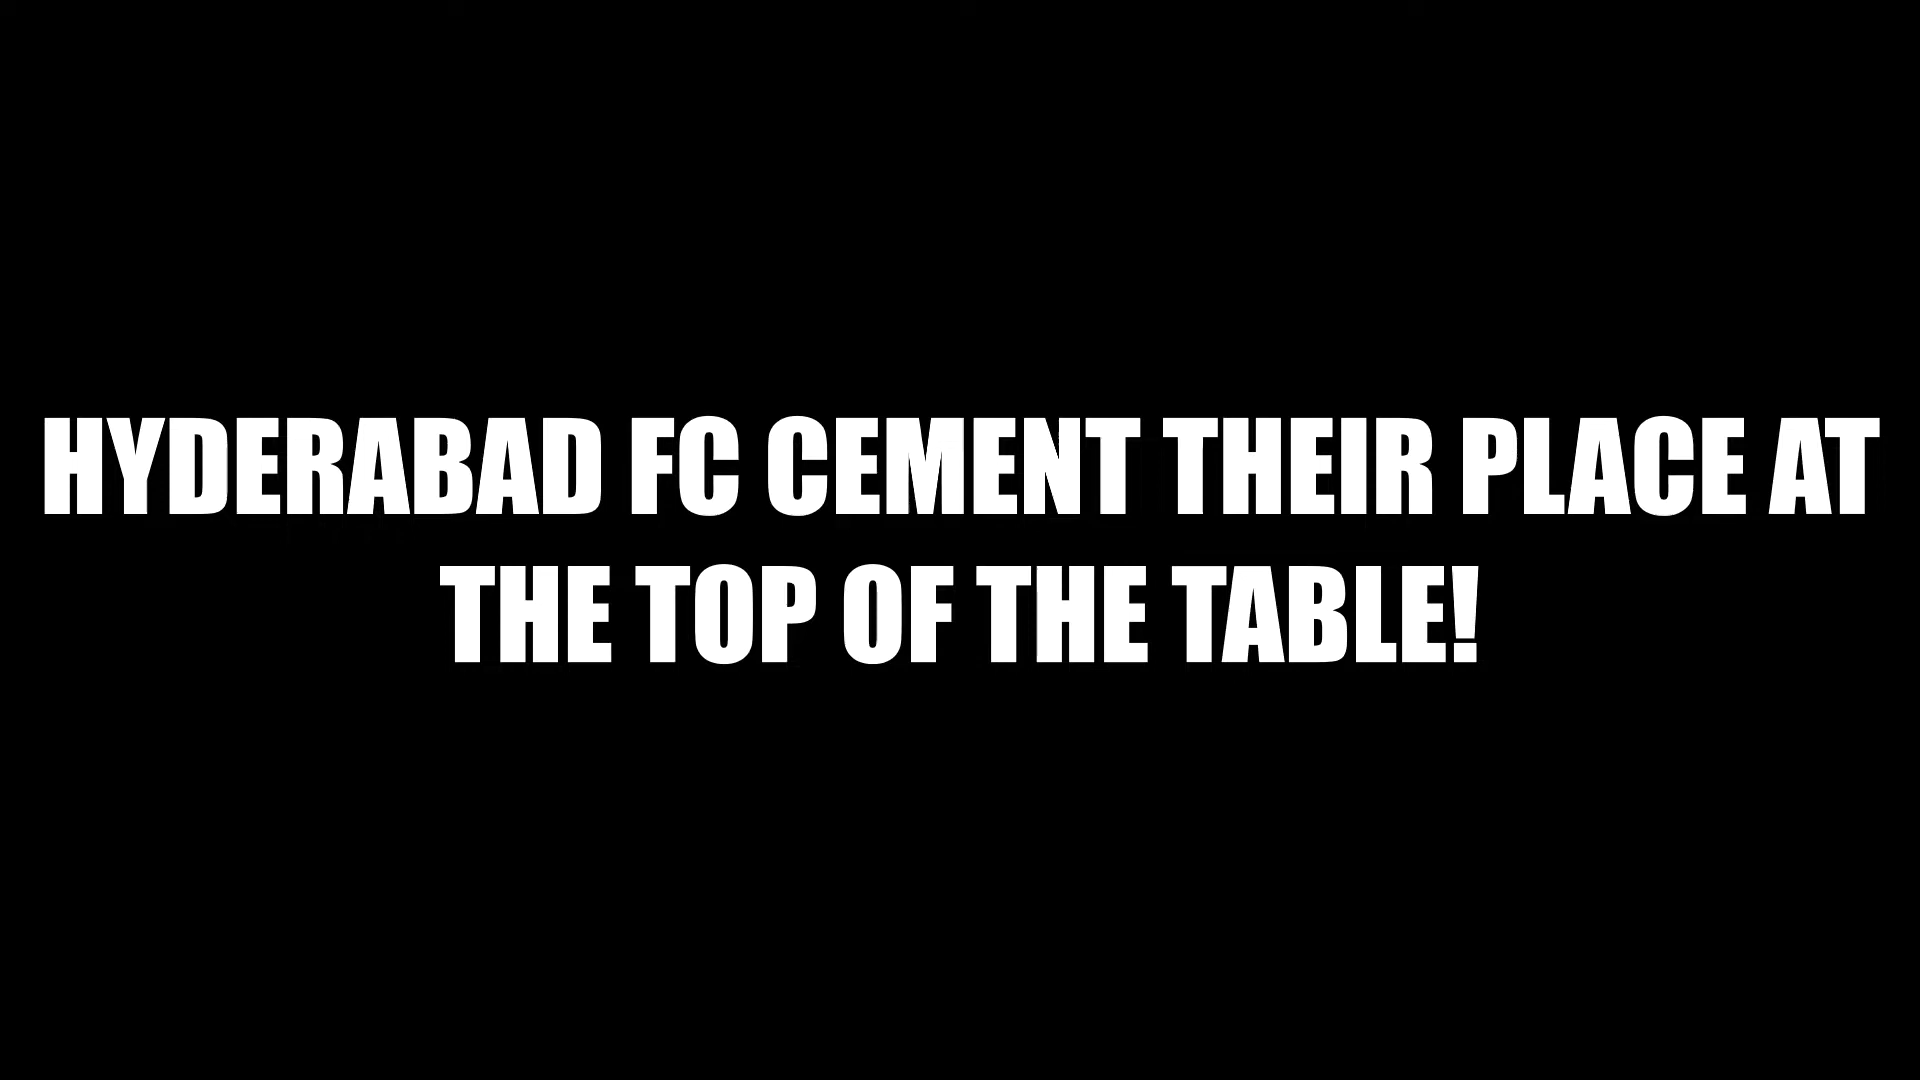 HYDERABAD FC CEMENT THEIR PLACE AT
THE TOP OF THE TABLE!